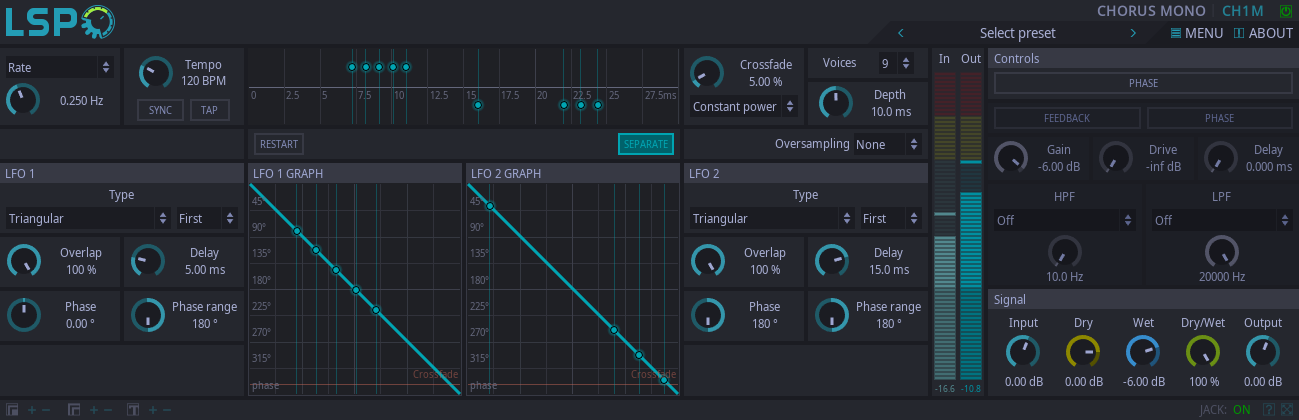 LSP
CHORUS MONO CH1M
Select preset
MENU ABOUT
Rate
0.250 Hz
Tempo
120 BPM
SYNC TAP
0 2.5 5 7.5 10 12.5 15 17.5 20 22.5 25 27.5ms
Crossfade
5.00 %
Constant power
Voices 9
Depth
10.0 ms
RESTART SEPARATE
Oversampling None
LFO 1
Type
Triangular First
Overlap
100 %
Delay
5.00 ms
Phase
0.00 °
Phase range
180 °
LFO 1 GRAPH
45°
90°
135°
180°
225°
270°
315°
Crossfade
phase
LFO 2 GRAPH
45°
90°
135°
180°
225°
270°
315°
Crossfade
phase
LFO 2
Type
Triangular First
Overlap
100 %
Delay
15.0 ms
Phase
180 °
Phase range
180 °
In Out
-16.6 -10.8
Controls
PHASE
FEEDBACK PHASE
Gain
-6.00 dB
Drive
-inf dB
Delay
0.000 ms
HPF LPF
Off Off
10.0 Hz 20000 Hz
Signal
Input Dry Wet Dry/Wet Output
0.00 dB 0.00 dB -6.00 dB 100 % 0.00 dB
JACK: ON